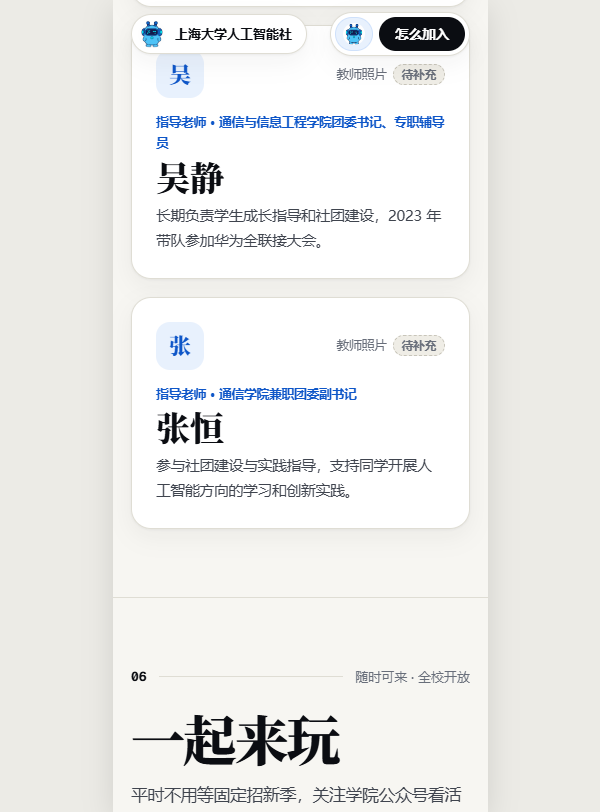 上海大学人工智能社
怎么加入
吴
教师照片 待补充
指导老师 • 通信与信息工程学院团委书记、专职辅导
员
吴静
长期负责学生成长指导和社团建设，2023 年
带队参加华为全联接大会。
张
教师照片 待补充
指导老师 • 通信学院兼职团委副书记
张恒
参与社团建设与实践指导，支持同学开展人
工智能方向的学习和创新实践。
06
随时可来 · 全校开放
一起来玩
平时不用等固定招新季，关注学院公众号看活